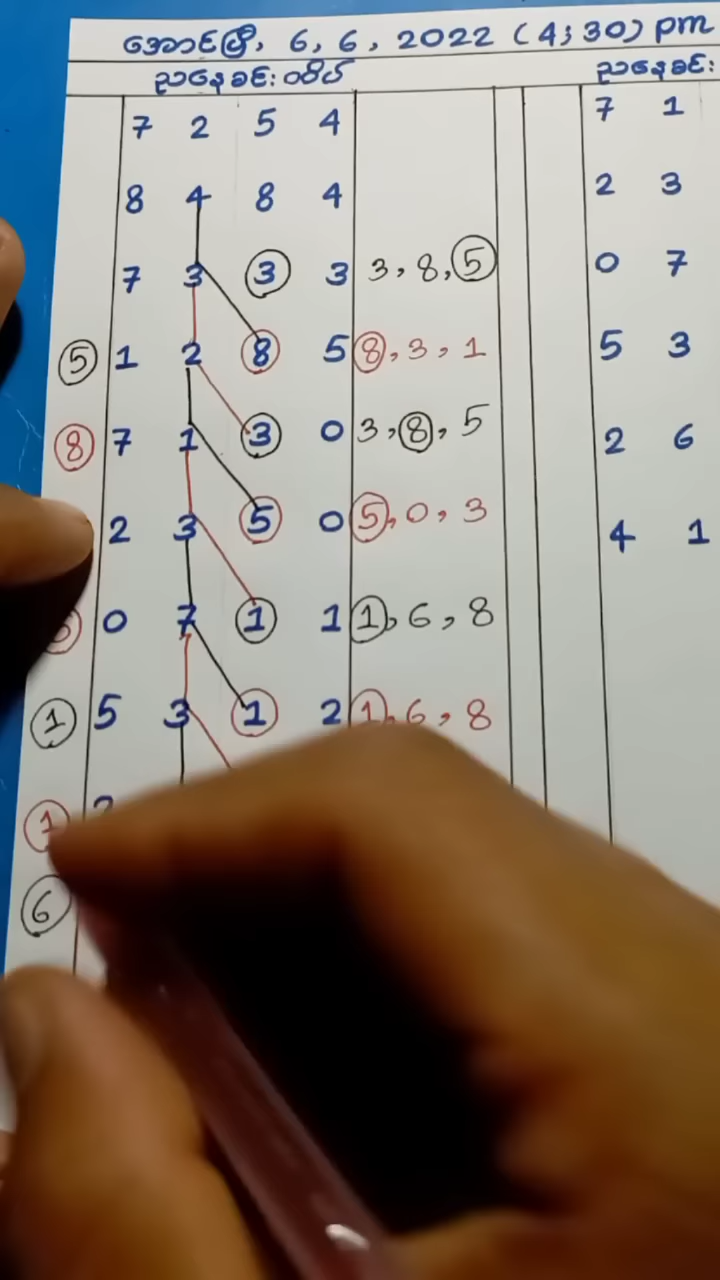 အောင်ဗြီ, 6, 6, 2022 (4; 30) pm
ညနေခင်း ထိပ် ညနေခင်း
7 2 5 4 7 1
8 4 8 4 2 3
7 3 3 3 3, 8, 5 0 7
5 1 2 8 5 8, 3, 1 5 3
8 7 1 3 0 3, 8, 5 2 6
2 3 5 0 5, 0, 3 4 1
0 7 1 1 1, 6, 8
1 5 3 1 2 1, 6, 8
1
6